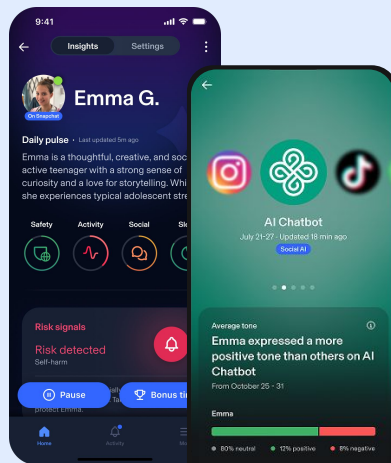 9:41
Insights
Settings
Emma G.
On Snapchat
Daily pulse · Last updated 5m ago
Emma is a thoughtful, creative, and soc
active teenager with a strong sense of
curiosity and a love for storytelling. Whi
she experiences typical adolescent stre
Safety
Activity
Social
Risk signals
Risk detected
Self-harm
Pause
Bonus ti
protect Emma.
Home
Activity
AI Chatbot
July 21-27 · Updated 18 min ago
Social AI
Average tone
Emma expressed a more
positive tone than others on AI
Chatbot
From October 25 - 31
Emma
80% neutral
12% positive
9% negative